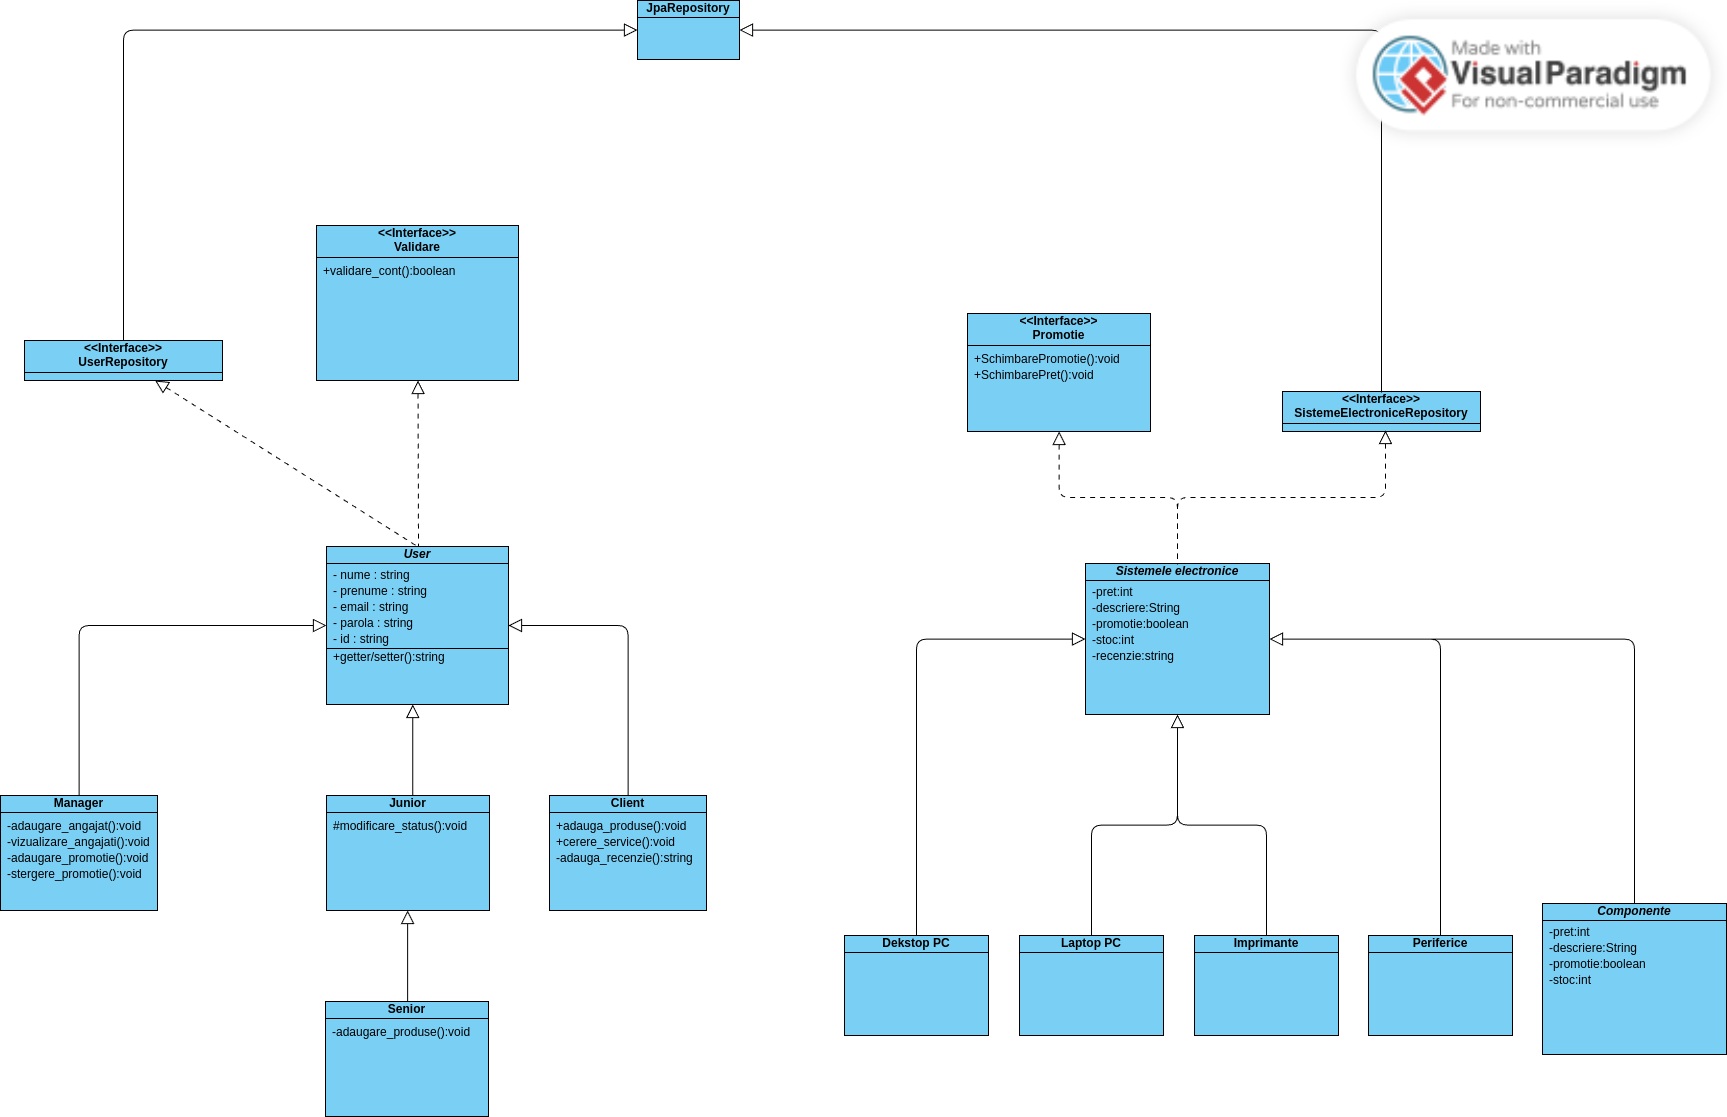 JpaRepository
Made with
Visual Paradigm
For non-commercial use
<<Interface>>
Validare
+validare_cont():boolean
<<Interface>>
UserRepository
<<Interface>>
Promotie
+SchimbarePromotie():void
+SchimbarePret():void
<<Interface>>
SistemeElectroniceRepository
User
- nume : string
- prenume : string
- email : string
- parola : string
- id : string
+getter/setter():string
Sistemele electronice
-pret:int
-descriere:String
-promotie:boolean
-stoc:int
-recenzie:string
Manager
-adaugare_angajat():void
-vizualizare_angajati():void
-adaugare_promotie():void
-stergere_promotie():void
Junior
#modificare_status():void
Client
+adauga_produse():void
+cerere_service():void
-adauga_recenzie():string
Senior
-adaugare_produse():void
Dekstop PC
Laptop PC
Imprimante
Periferice
Componente
-pret:int
-descriere:String
-promotie:boolean
-stoc:int